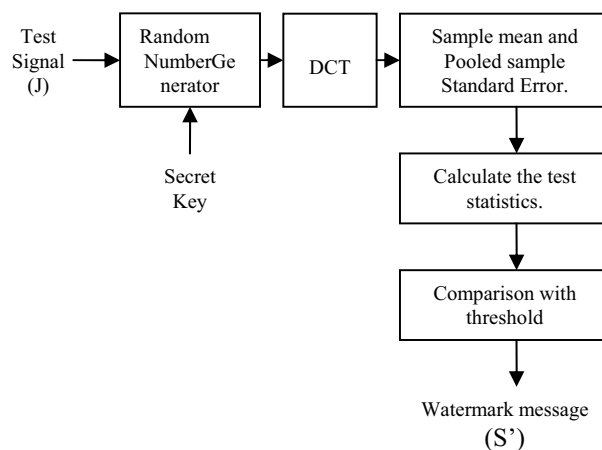 Test
Signal
(J)
Random
NumberGe
nerator
DCT
Sample mean and
Pooled sample
Standard Error.
Secret
Key
Calculate the test
statistics.
Comparison with
threshold
Watermark message
(S’)